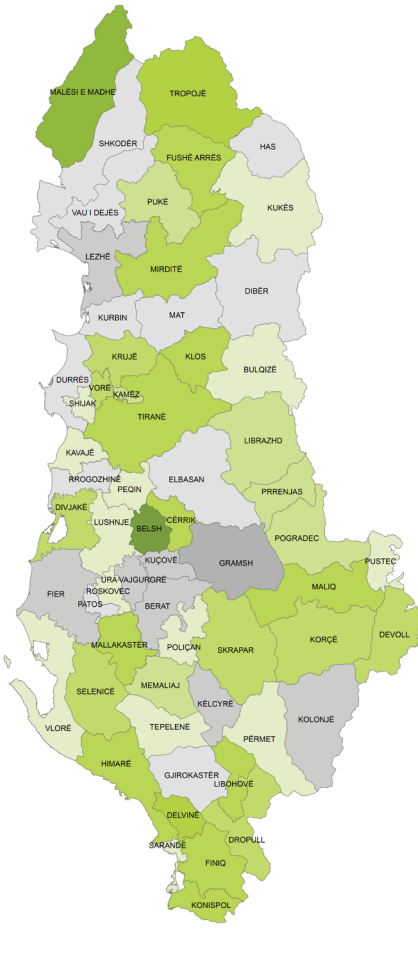 MALËSI E MADHE
TROPOJË
SHKODËR
HAS
FUSHË ARRËS
PUKË
KUKËS
VAU I DEJËS
LEZHË
MIRDITË
DIBËR
KURBIN
MAT
KRUJË
KLOS
BULQIZË
DURRËS
VORË
KAMËZ
SHIJAK
TIRANË
LIBRAZHD
KAVAJË
RROGOZHINË
ELBASAN
PEQIN
PRRENJAS
DIVJAKË
LUSHNJE
BELSH
CËRRIK
POGRADEC
KUÇOVË
GRAMSH
PUSTEC
URA VAJGURORË
MALIQ
ROSKOVEC
FIER
PATOS
BERAT
MALLAKASTËR
POLIÇAN
SKRAPAR
KORÇË
DEVOLL
MEMALIAJ
SELENICË
KËLCYRË
KOLONJË
VLORË
TEPELENË
PËRMET
HIMARË
GJIROKASTËR
LIBOHOVË
DELVINË
DROPULL
SARANDË
FINIQ
KONISPOL